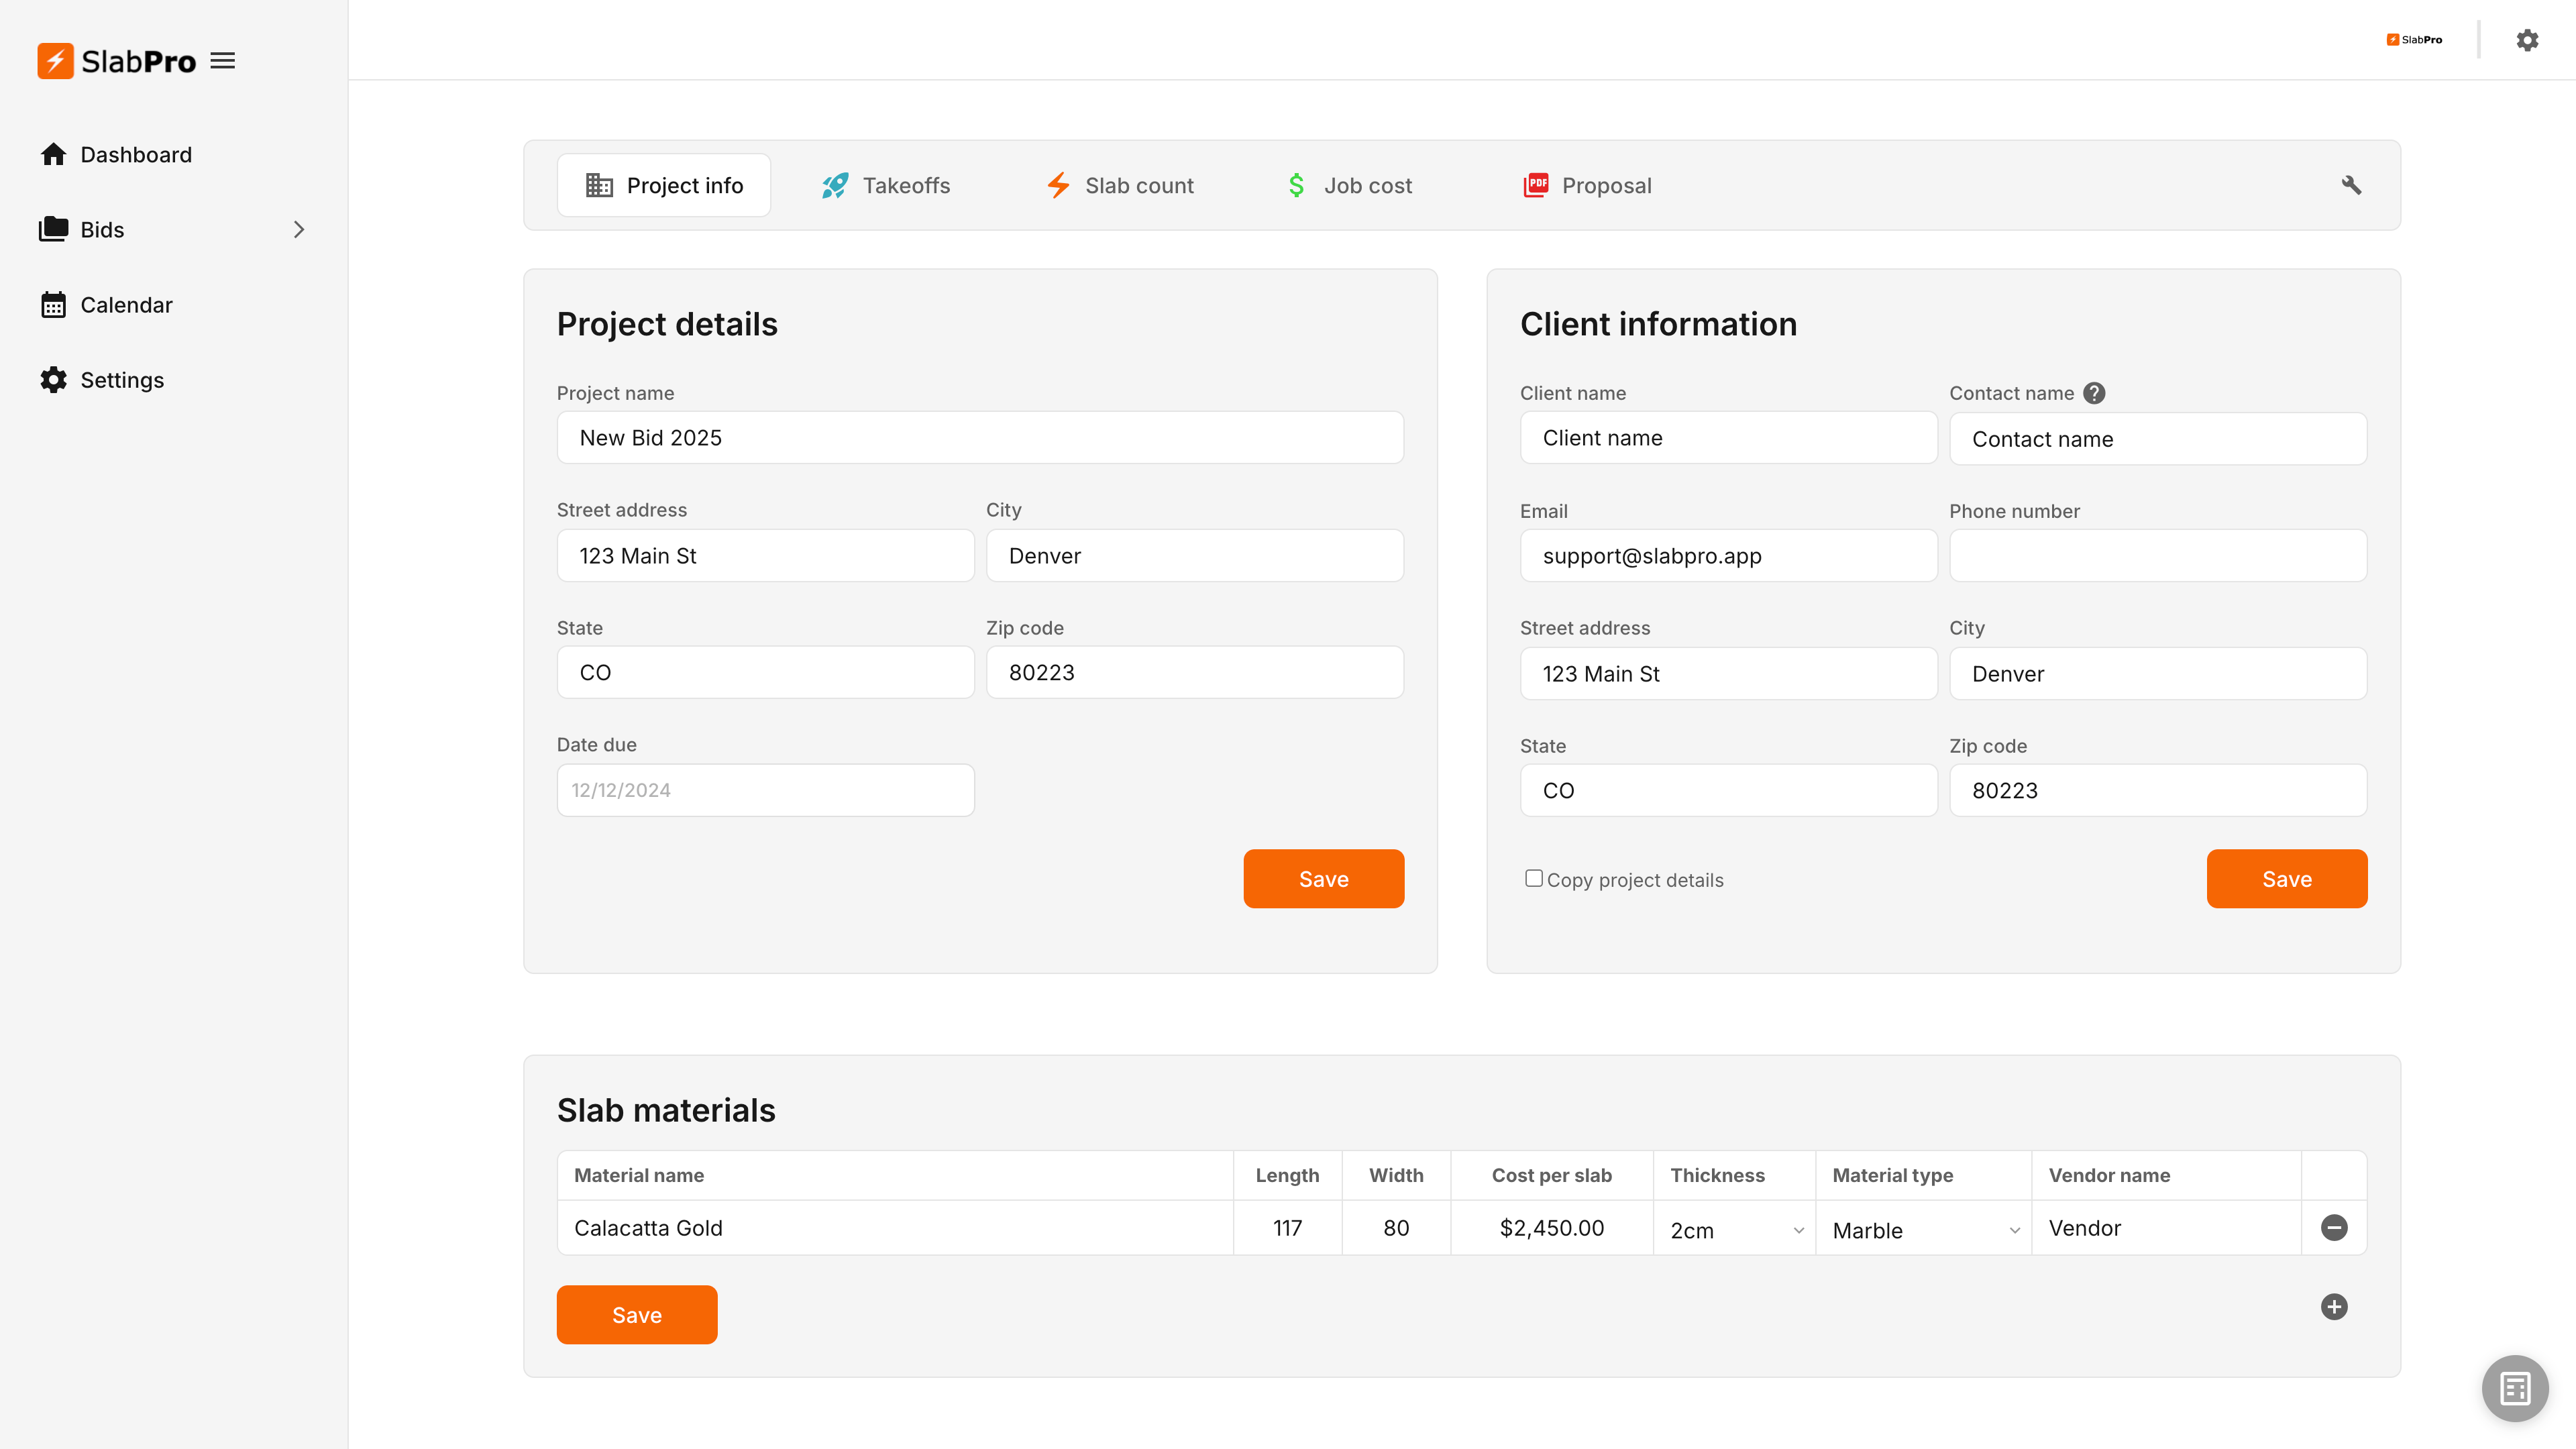 SlabPro
SlabPro
Dashboard
Bids
Calendar
Settings
Project info
Takeoffs
Slab count
Job cost
PDF
Proposal
Project details
Project name
New Bid 2025
Street address
City
123 Main St
Denver
State
Zip code
CO
80223
Date due
12/12/2024
Save
Client information
Client name
Contact name ?
Client name
Contact name
Email
Phone number
support@slabpro.app
Street address
City
123 Main St
Denver
State
Zip code
CO
80223
Copy project details
Save
Slab materials
Material name Length Width Cost per slab Thickness Material type Vendor name
Calacatta Gold 117 80 $2,450.00 2cm Marble Vendor
Save